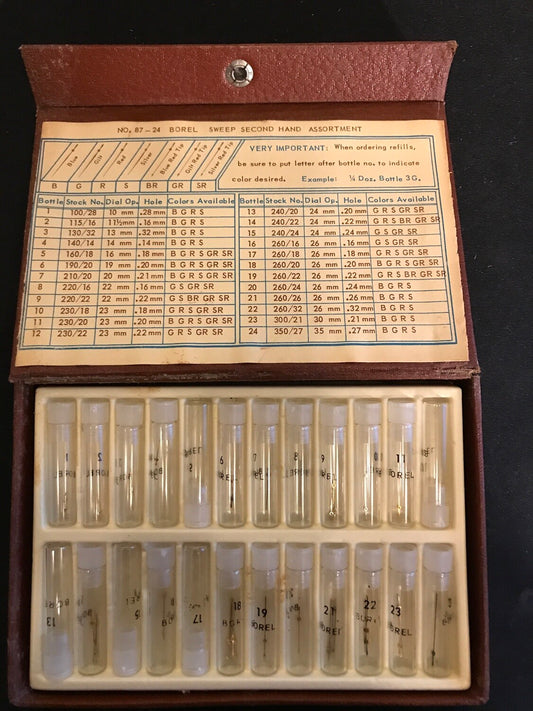 NO. 87-24 BOREL SWEEP SECOND HAND ASSORTMENT
Blue Gilt Red Silver Blue Red Tip Gilt Red Tip Silver Red Tip
B G R S BR GR SR
VERY IMPORTANT: When ordering refills,
be sure to put letter after bottle no. to indicate
color desired. Example: ¼ Doz. Bottle 3G.
Bottle Stock No. Dial Op. Hole Colors Available
1 100/28 10 mm .28 mm B G R S
2 115/16 11½mm .16 mm B G R S
3 130/32 13 mm .32 mm B G R S
4 140/14 14 mm .14 mm B G R S
5 160/18 16 mm .18 mm B G R S GR SR
6 190/20 19 mm .20 mm B G R S GR SR
7 210/20 20 mm .21 mm B G R S GR SR
8 220/16 22 mm .16 mm B G R S
9 220/22 22 mm .22 mm G S BR GR SR
10 230/18 23 mm .18 mm G R S GR SR
11 230/20 23 mm .20 mm B G R S GR SR
12 230/22 23 mm .22 mm B G R S GR SR
Bottle Stock No. Dial Op. Hole Colors Available
13 240/20 24 mm .20 mm G R S GR SR
14 240/22 24 mm .22 mm G R S BR GR SR
15 240/24 24 mm .24 mm G S GR SR
16 260/16 26 mm .16 mm G S GR SR
17 260/18 26 mm .18 mm G R S GR SR
18 260/20 26 mm .20 mm B G R S GR SR
19 260/22 26 mm .22 mm G R S BR GR SR
20 260/24 26 mm .24 mm B G R S
21 260/26 26 mm .26 mm B G R S
22 260/32 26 mm .32 mm B G R S
23 300/21 30 mm .21 mm B G R S
24 350/27 35 mm .27 mm B G R S
1 2 4 6 7 8 9 10 11
BOREL
13 15 17 18 19 21 22 23
BOREL